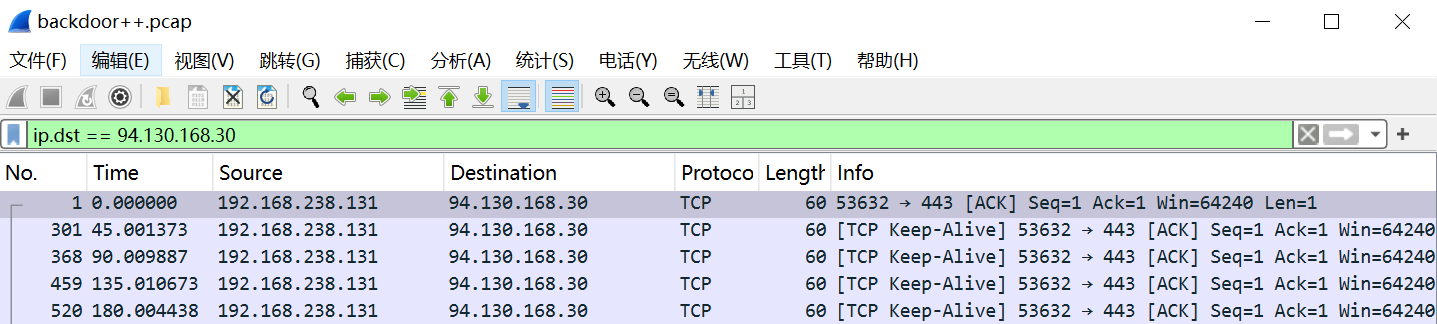 backdoor++.pcap
文件(F) 编辑(E) 视图(V) 跳转(G) 捕获(C) 分析(A) 统计(S) 电话(Y) 无线(W) 工具(T) 帮助(H)
ip.dst == 94.130.168.30
No. Time Source Destination Protoco Length Info
1 0.000000 192.168.238.131 94.130.168.30 TCP 60 53632 → 443 [ACK] Seq=1 Ack=1 Win=64240 Len=1
301 45.001373 192.168.238.131 94.130.168.30 TCP 60 [TCP Keep-Alive] 53632 → 443 [ACK] Seq=1 Ack=1 Win=64240
368 90.009887 192.168.238.131 94.130.168.30 TCP 60 [TCP Keep-Alive] 53632 → 443 [ACK] Seq=1 Ack=1 Win=64240
459 135.010673 192.168.238.131 94.130.168.30 TCP 60 [TCP Keep-Alive] 53632 → 443 [ACK] Seq=1 Ack=1 Win=64240
520 180.004438 192.168.238.131 94.130.168.30 TCP 60 [TCP Keep-Alive] 53632 → 443 [ACK] Seq=1 Ack=1 Win=64240